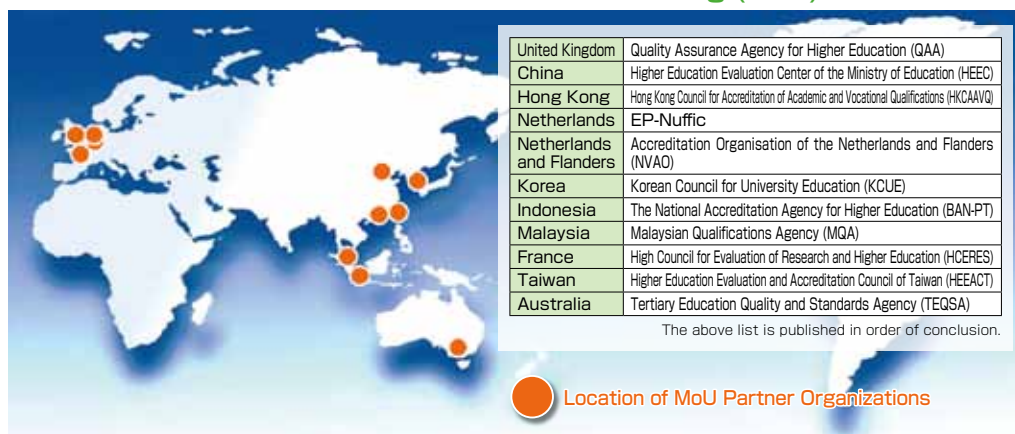 United Kingdom Quality Assurance Agency for Higher Education (QAA)
China Higher Education Evaluation Center of the Ministry of Education (HEEC)
Hong Kong Hong Kong Council for Accreditation of Academic and Vocational Qualifications (HKCAAVQ)
Netherlands EP-Nuffic
Netherlands and Flanders Accreditation Organisation of the Netherlands and Flanders (NVAO)
Korea Korean Council for University Education (KCUE)
Indonesia The National Accreditation Agency for Higher Education (BAN-PT)
Malaysia Malaysian Qualifications Agency (MQA)
France High Council for Evaluation of Research and Higher Education (HCERES)
Taiwan Higher Education Evaluation and Accreditation Council of Taiwan (HEEACT)
Australia Tertiary Education Quality and Standards Agency (TEQSA)
The above list is published in order of conclusion.
Location of MoU Partner Organizations